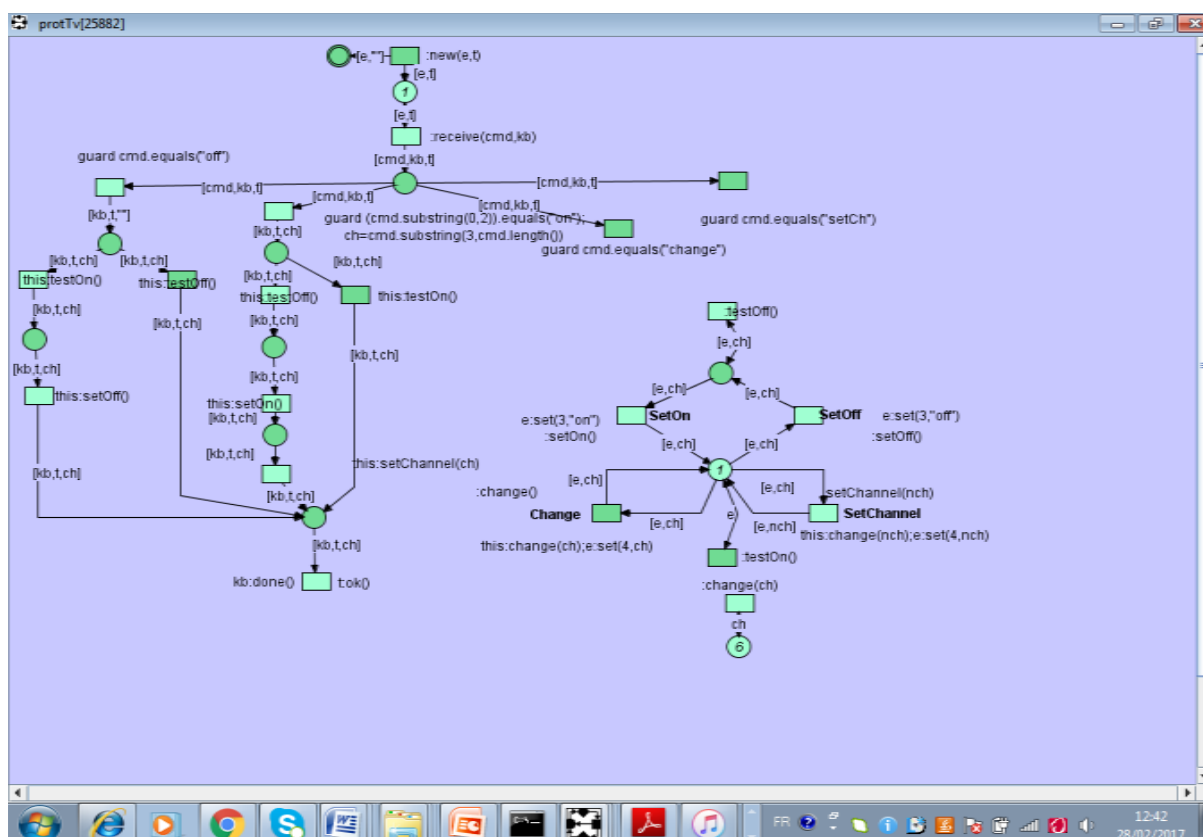 protTv[25882]
[e,""]
:new(e,t)
[e,t]
1
[e,t]
:receive(cmd,kb)
guard cmd.equals("off")
[cmd,kb,t]
[cmd,kb,t]
[cmd,kb,t]
[cmd,kb,t]
[cmd,kb,t]
[kb,t,""]
guard (cmd.substring(0,2)).equals("on");
ch=cmd.substring(3,cmd.length())
guard cmd.equals("setCh")
guard cmd.equals("change")
[kb,t,ch]
[kb,t,ch]
[kb,t,ch]
[kb,t,ch]
[kb,t,ch]
this:testOn()
this:testOff()
this:testOff()
this:testOn()
[kb,t,ch]
[kb,t,ch]
[kb,t,ch]
:testOff()
[e,ch]
[kb,t,ch]
[kb,t,ch]
this:setOff()
this:setOn()
[kb,t,ch]
[e,ch]
[e,ch]
e:set(3,"on")
SetOn
:setOn()
SetOff
e:set(3,"off")
:setOff()
[kb,t,ch]
[kb,t,ch]
[e,ch]
[e,ch]
this:setChannel(ch)
1
[kb,t,ch]
:change()
[e,ch]
[e,ch]
setChannel(nch)
Change
[e,ch]
[e,nch]
SetChannel
this:change(ch);e:set(4,ch)
this:change(nch);e:set(4,nch)
[kb,t,ch]
:testOn()
kb:done()
t:ok()
:change(ch)
ch
6
FR
12:42